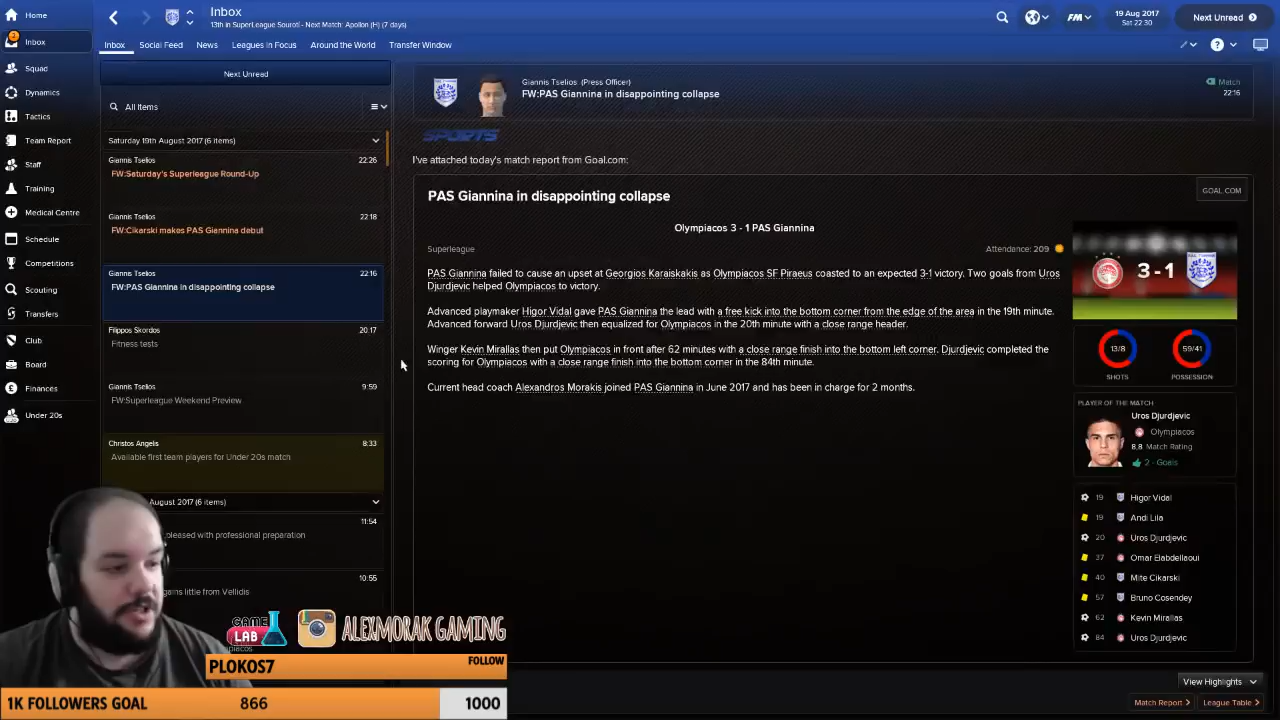 Home
Inbox
Squad
Dynamics
Tactics
Team Report
Staff
Training
Medical Centre
Schedule
Competitions
Scouting
Transfers
Club
Board
Finances
Under 20s
Inbox
13th in SuperLeague Sourotí - Next Match: Apollon (H) (7 days)
FM
19 Aug 2017
Sat 22:30
Next Unread
Inbox
Social Feed
News
Leagues in Focus
Around the World
Transfer Window
?
Next Unread
All Items
Saturday 19th August 2017 (6 items)
Giannis Tselios
22:26
FW:Saturday's Superleague Round-Up
Giannis Tselios
22:18
FW:Cikarski makes PAS Giannina debut
Giannis Tselios
22:16
FW:PAS Giannina in disappointing collapse
Filippos Skordos
20:17
Fitness tests
Giannis Tselios
9:59
FW:Superleague Weekend Preview
Christos Angelis
8:33
Available first team players for Under 20s match
August 2017 (6 items)
11:54
pleased with professional preparation
10:55
gains little from Vellidis
Giannis Tselios (Press Officer)
FW:PAS Giannina in disappointing collapse
Match
22:16
SPORTS
I've attached today's match report from Goal.com:
PAS Giannina in disappointing collapse
GOAL.COM
Olympiacos 3 - 1 PAS Giannina
Superleague
Attendance: 209
PAS Giannina failed to cause an upset at Georgios Karaiskakis as Olympiacos SF Piraeus coasted to an expected 3-1 victory. Two goals from Uros
Djurdjevic helped Olympiacos to victory.
Advanced playmaker Higor Vidal gave PAS Giannina the lead with a free kick into the bottom corner from the edge of the area in the 19th minute.
Advanced forward Uros Djurdjevic then equalized for Olympiacos in the 20th minute with a close range header.
Winger Kevin Mirallas then put Olympiacos in front after 62 minutes with a close range finish into the bottom left corner. Djurdjevic completed the
scoring for Olympiacos with a close range finish into the bottom corner in the 84th minute.
Current head coach Alexandros Morakis joined PAS Giannina in June 2017 and has been in charge for 2 months.
3 - 1
13/8
SHOTS
59/41
POSSESSION
PLAYER OF THE MATCH
Uros Djurdjevic
Olympiacos
8.8 Match Rating
2 - Goals
19 Higor Vidal
19 Andi Lila
20 Uros Djurdjevic
37 Omar Elabdellaoui
40 Mite Cikarski
57 Bruno Cosendey
62 Kevin Mirallas
84 Uros Djurdjevic
View Highlights
Match Report
League Table
GAME LAB
ALEXMORAK GAMING
PLOKOS7
FOLLOW
1K FOLLOWERS GOAL
866
1000